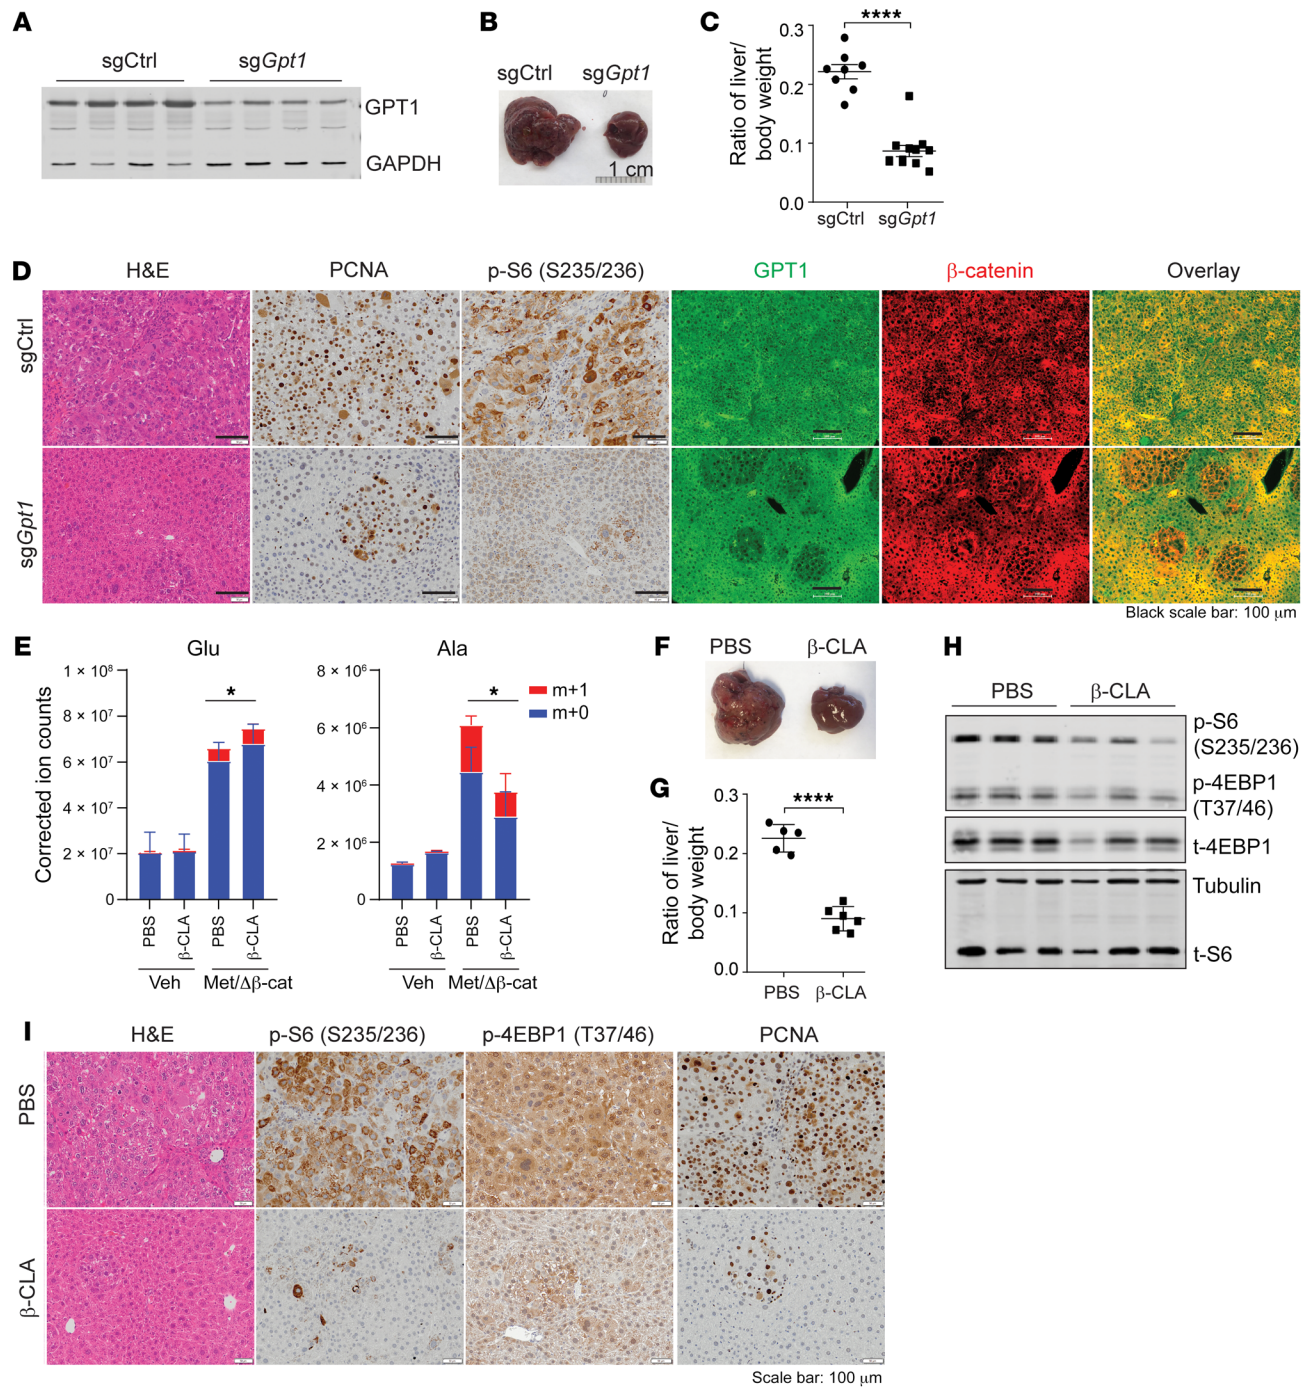 A
sgCtrl
sgGpt1
GPT1
GAPDH
B
sgCtrl
sgGpt1
1 cm
C
****
Ratio of liver/
body weight
0.3
0.2
0.1
0.0
sgCtrl
sgGpt1
D
H&E
PCNA
p-S6 (S235/236)
GPT1
β-catenin
Overlay
sgCtrl
sgGpt1
Black scale bar: 100 μm
E
Glu
Corrected ion counts
1 × 10⁸
8 × 10⁷
6 × 10⁷
4 × 10⁷
2 × 10⁷
0
*
PBS
β-CLA
PBS
β-CLA
Veh
Met/Δβ-cat
Ala
8 × 10⁶
6 × 10⁶
4 × 10⁶
2 × 10⁶
0
*
m+1
m+0
PBS
β-CLA
PBS
β-CLA
Veh
Met/Δβ-cat
F
PBS
β-CLA
G
****
Ratio of liver/
body weight
0.3
0.2
0.1
0.0
PBS
β-CLA
H
PBS
β-CLA
p-S6
(S235/236)
p-4EBP1
(T37/46)
t-4EBP1
Tubulin
t-S6
I
H&E
p-S6 (S235/236)
p-4EBP1 (T37/46)
PCNA
PBS
β-CLA
Scale bar: 100 μm